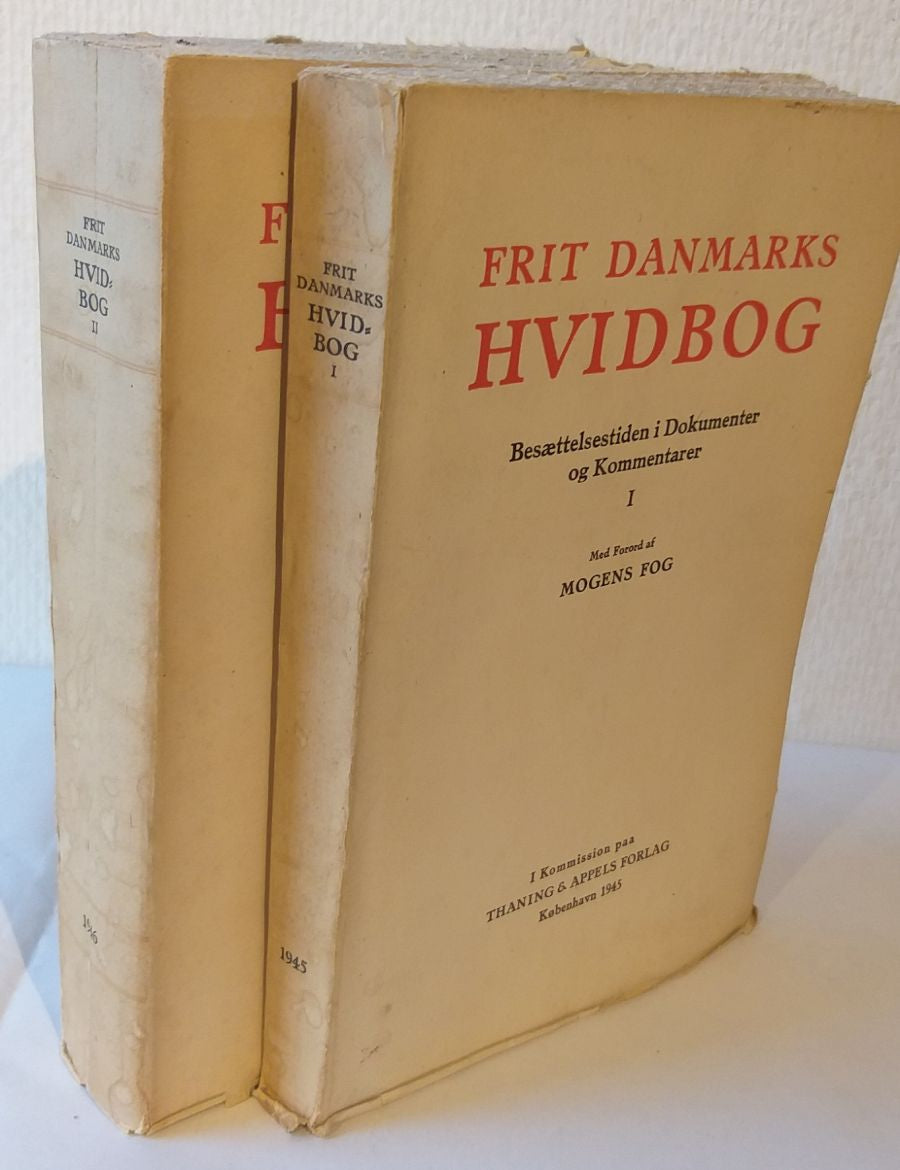 FRIT
DANMARKS
HVID=
BOG
II
F
H
FRIT
DANMARKS
HVID=
BOG
I
1945
FRIT DANMARKS
HVIDBOG
Besættelsestiden i Dokumenter
og Kommentarer
I
Med Forord af
MOGENS FOG
I Kommission paa
THANING & APPELS FORLAG
København 1945